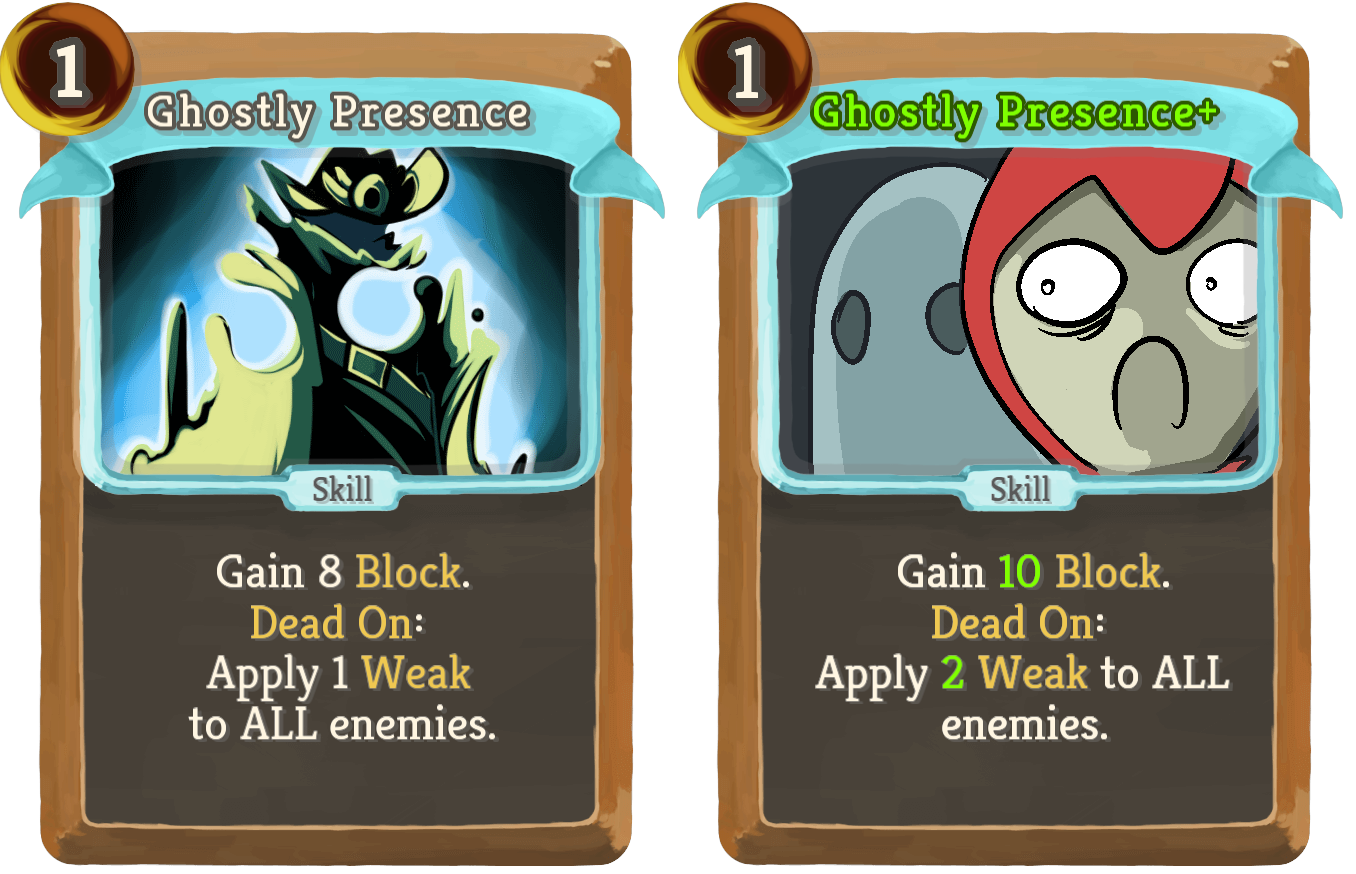 1
Ghostly Presence
Skill
Gain 8 Block.
Dead On:
Apply 1 Weak
to ALL enemies.
1
Ghostly Presence+
Skill
Gain 10 Block.
Dead On:
Apply 2 Weak to ALL
enemies.